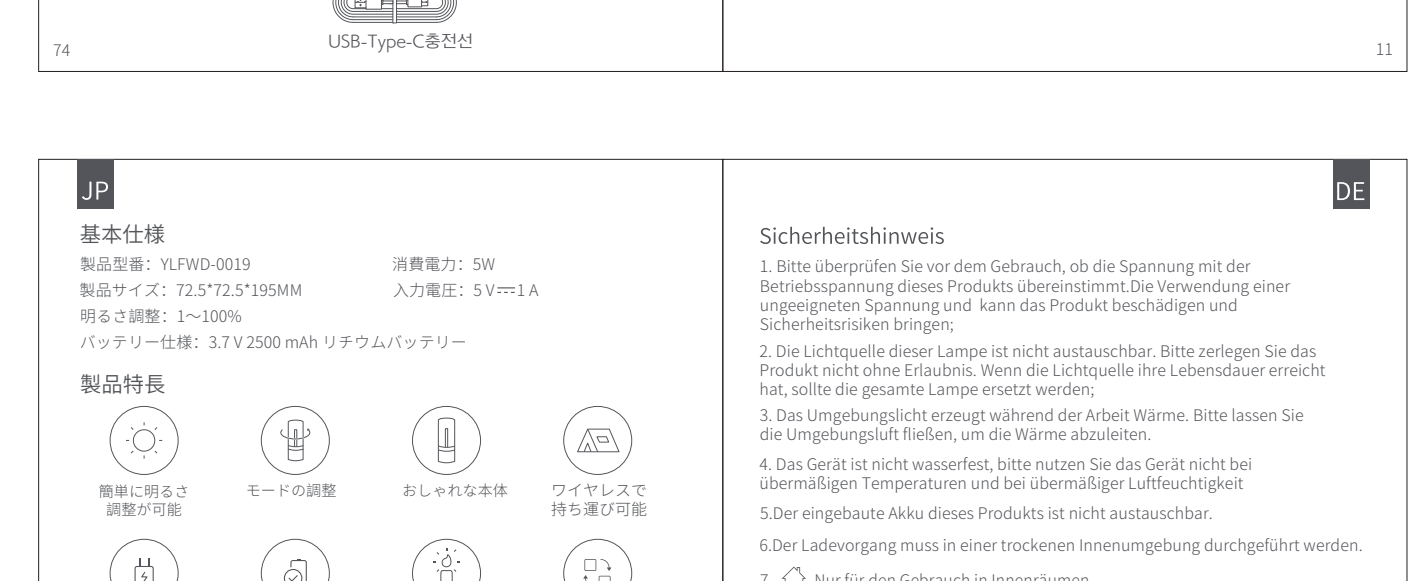 USB-Type-C충전선
74
11
JP
基本仕様
製品型番：YLFWD-0019
消費電力：5W
製品サイズ：72.5*72.5*195MM
入力電圧：5 V⎓1 A
明るさ調整：1～100%
バッテリー仕様：3.7 V 2500 mAh リチウムバッテリー
製品特長
簡単に明るさ
調整が可能
モードの調整
おしゃれな本体
ワイヤレスで
持ち運び可能
DE
Sicherheitshinweis
1. Bitte überprüfen Sie vor dem Gebrauch, ob die Spannung mit der
Betriebsspannung dieses Produkts übereinstimmt.Die Verwendung einer
ungeeigneten Spannung und  kann das Produkt beschädigen und
Sicherheitsrisiken bringen;
2. Die Lichtquelle dieser Lampe ist nicht austauschbar. Bitte zerlegen Sie das
Produkt nicht ohne Erlaubnis. Wenn die Lichtquelle ihre Lebensdauer erreicht
hat, sollte die gesamte Lampe ersetzt werden;
3. Das Umgebungslicht erzeugt während der Arbeit Wärme. Bitte lassen Sie
die Umgebungsluft fließen, um die Wärme abzuleiten.
4. Das Gerät ist nicht wasserfest, bitte nutzen Sie das Gerät nicht bei
übermäßigen Temperaturen und bei übermäßiger Luftfeuchtigkeit
5.Der eingebaute Akku dieses Produkts ist nicht austauschbar.
6.Der Ladevorgang muss in einer trockenen Innenumgebung durchgeführt werden.
7. Nur für den Gebrauch in Innenräumen